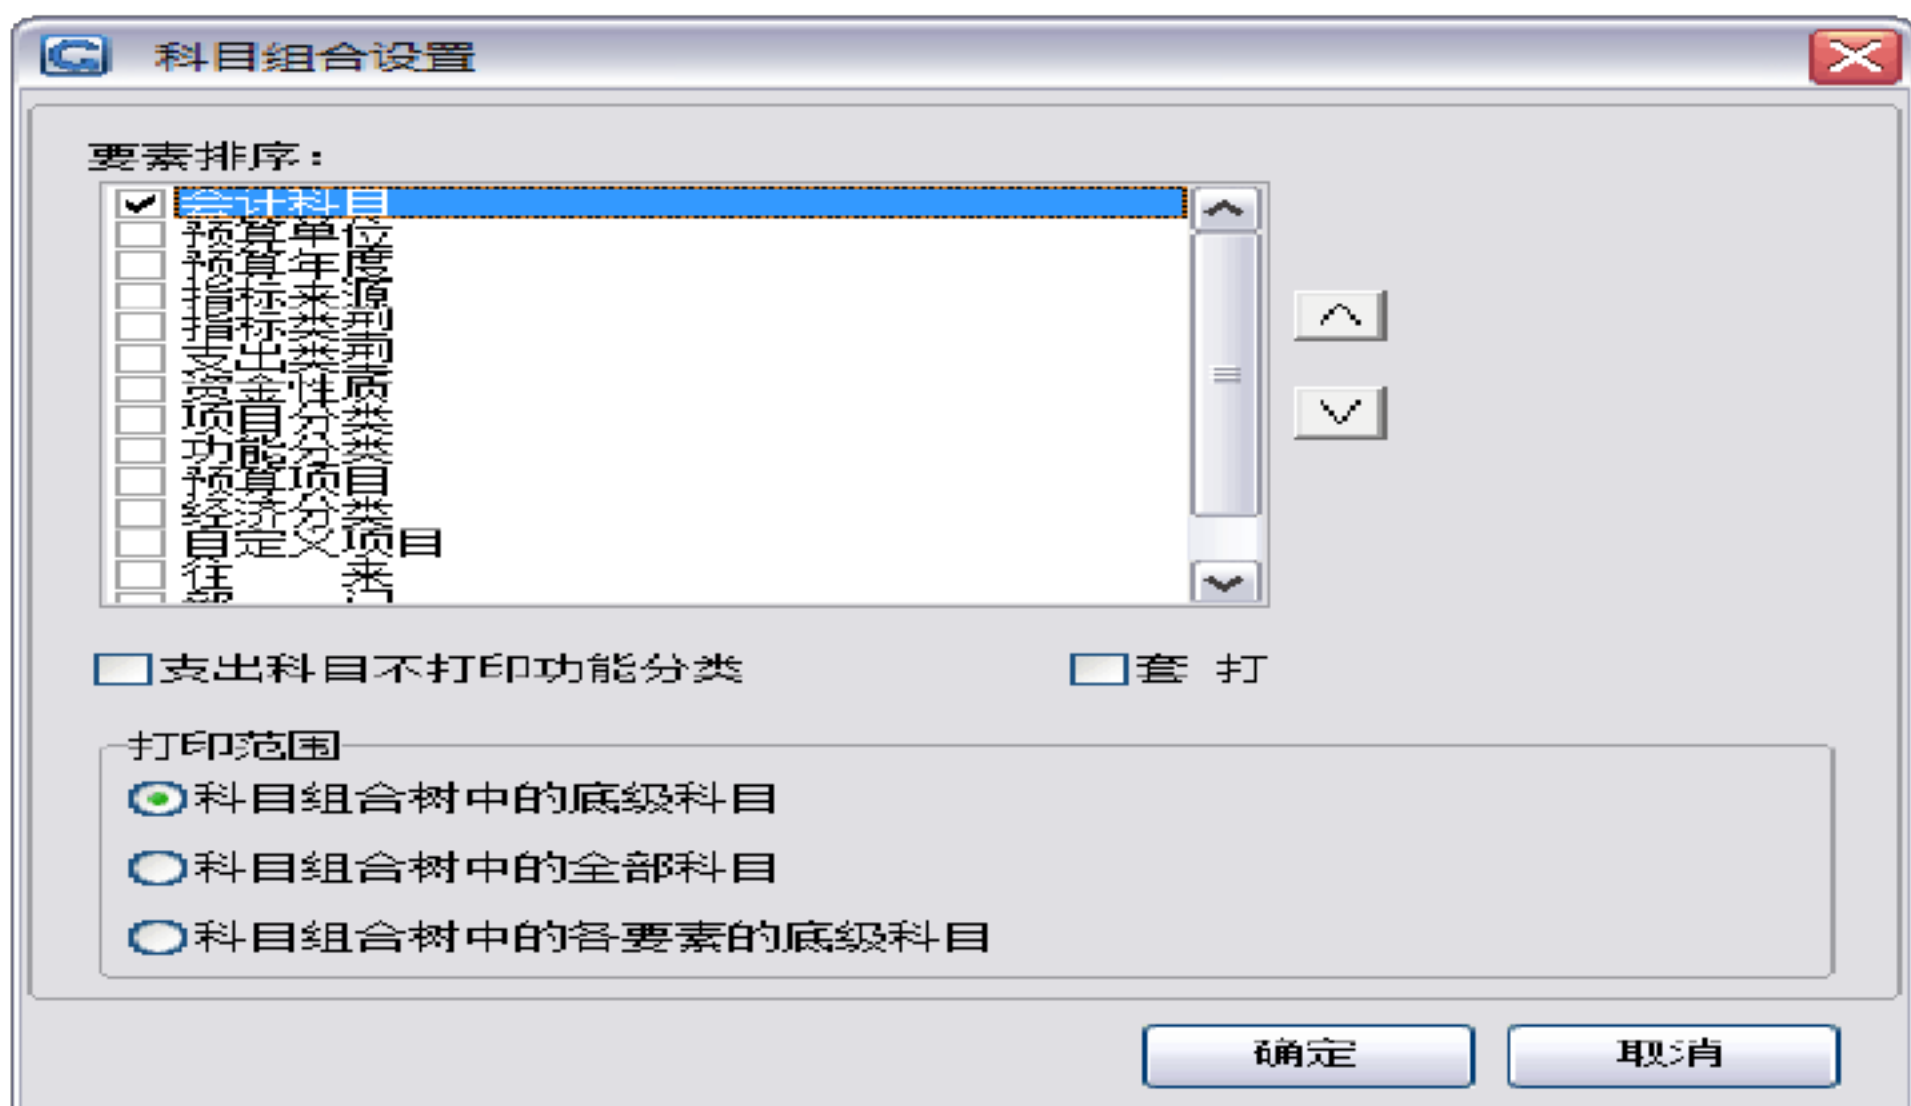 科目组合设置
要素排序：
会计科目
预算单位
预算年度
指标来源
指标类型
支出类型
资金性质
项目分类
功能分类
预算项目
经济分类
自定义项目
往 来
部 门
支出科目不打印功能分类
套 打
打印范围
科目组合树中的底级科目
科目组合树中的全部科目
科目组合树中的各要素的底级科目
确定
取消